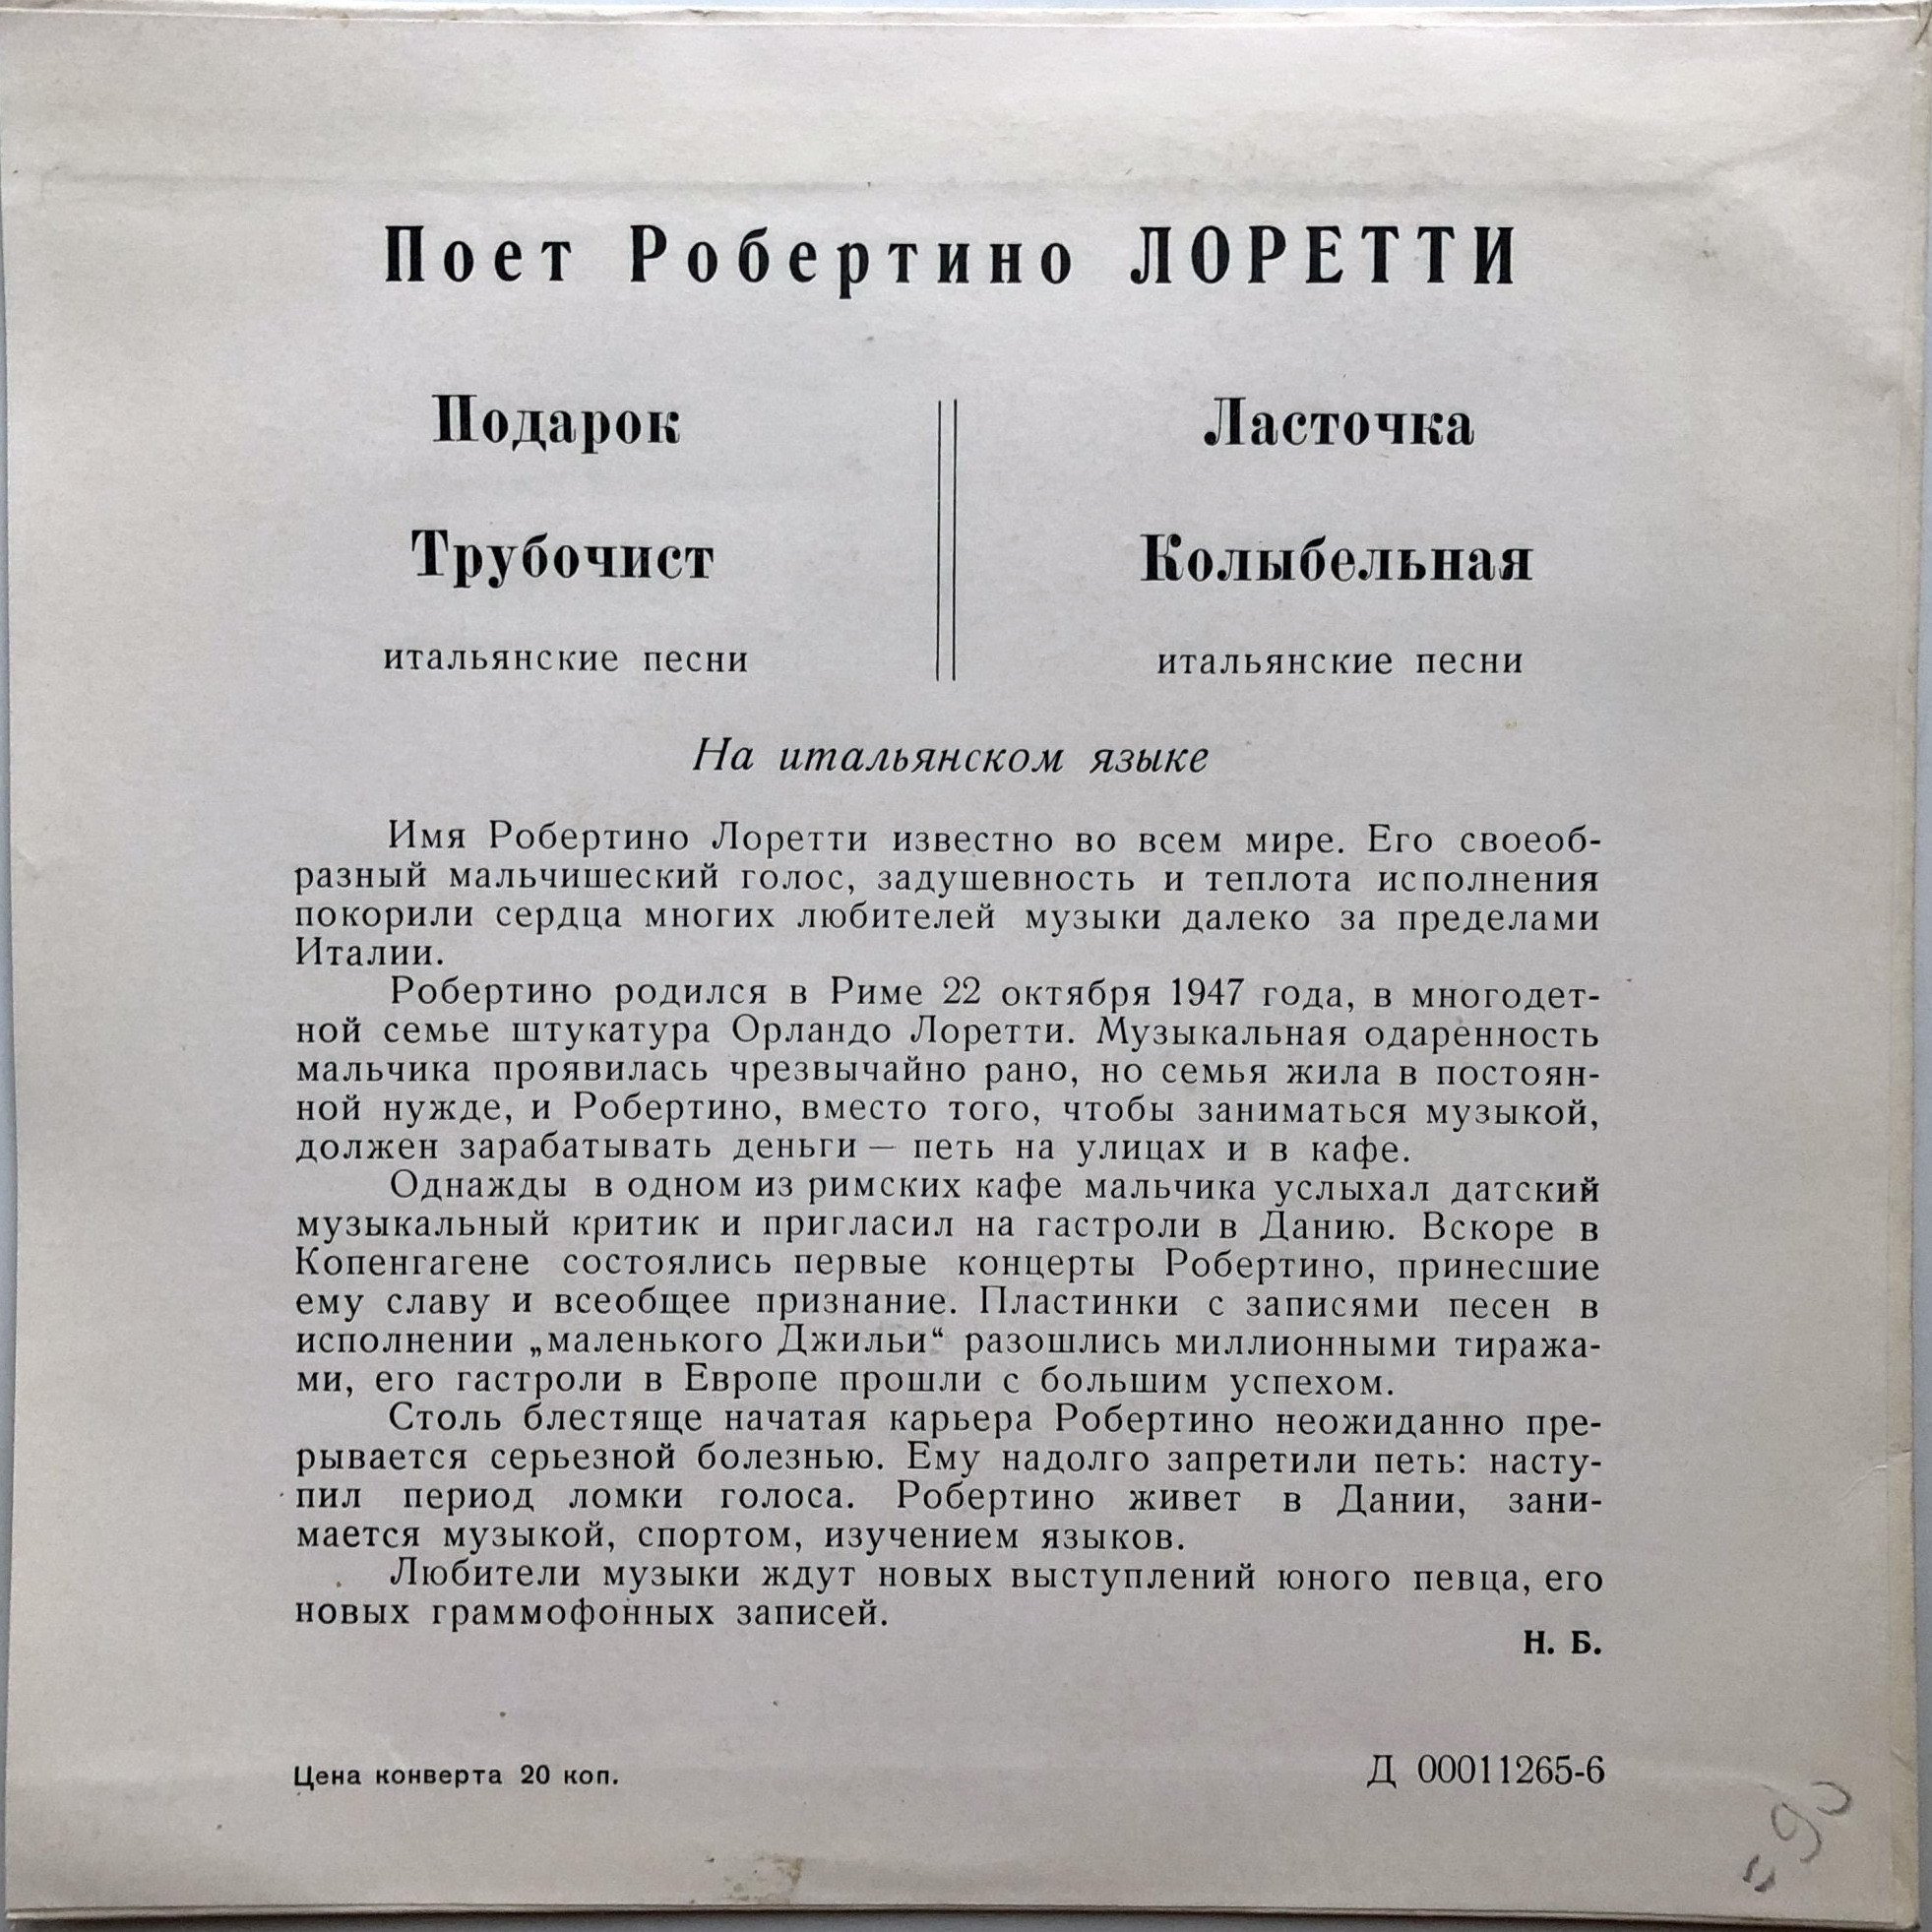 Поет Робертино ЛОРЕТТИ
Подарок
Трубочист
итальянские песни
Ласточка
Колыбельная
итальянские песни
На итальянском языке
Имя Робертино Лоретти известно во всем мире. Его своеоб-
разный мальчишеский голос, задушевность и теплота исполнения
покорили сердца многих любителей музыки далеко за пределами
Италии.
Робертино родился в Риме 22 октября 1947 года, в многодет-
ной семье штукатура Орландо Лоретти. Музыкальная одаренность
мальчика проявилась чрезвычайно рано, но семья жила в постоян-
ной нужде, и Робертино, вместо того, чтобы заниматься музыкой,
должен зарабатывать деньги — петь на улицах и в кафе.
Однажды в одном из римских кафе мальчика услыхал датский
музыкальный критик и пригласил на гастроли в Данию. Вскоре в
Копенгагене состоялись первые концерты Робертино, принесшие
ему славу и всеобщее признание. Пластинки с записями песен в
исполнении „маленького Джильи“ разошлись миллионными тиража-
ми, его гастроли в Европе прошли с большим успехом.
Столь блестяще начатая карьера Робертино неожиданно пре-
рывается серьезной болезнью. Ему надолго запретили петь: насту-
пил период ломки голоса. Робертино живет в Дании, зани-
мается музыкой, спортом, изучением языков.
Любители музыки ждут новых выступлений юного певца, его
новых граммофонных записей.
Н. Б.
Цена конверта 20 коп.
Д 00011265-6